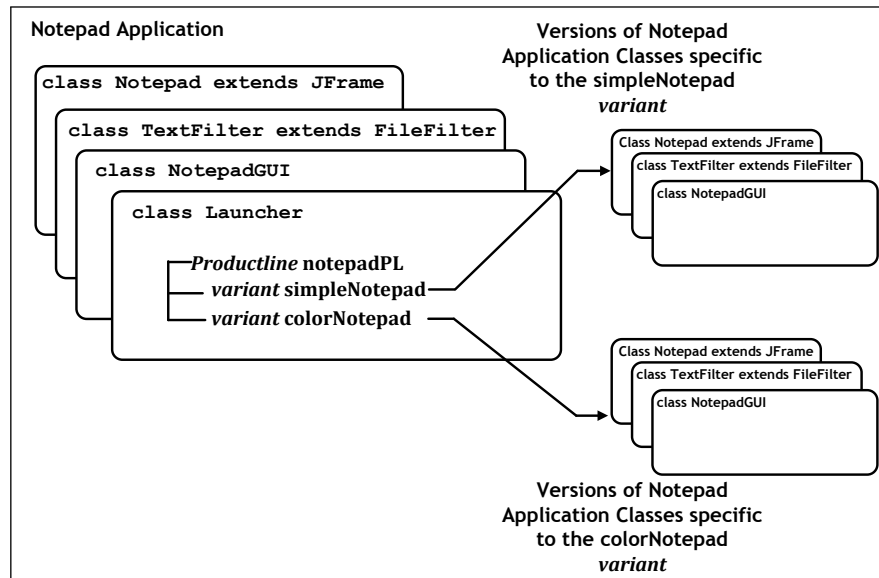 Notepad Application
class Notepad extends JFrame
class TextFilter extends FileFilter
class NotepadGUI
class Launcher
Productline notepadPL
variant simpleNotepad
variant colorNotepad
Versions of Notepad
Application Classes specific
to the simpleNotepad
variant
Class Notepad extends JFrame
class TextFilter extends FileFilter
class NotepadGUI
Class Notepad extends JFrame
class TextFilter extends FileFilter
class NotepadGUI
Versions of Notepad
Application Classes specific
to the colorNotepad
variant